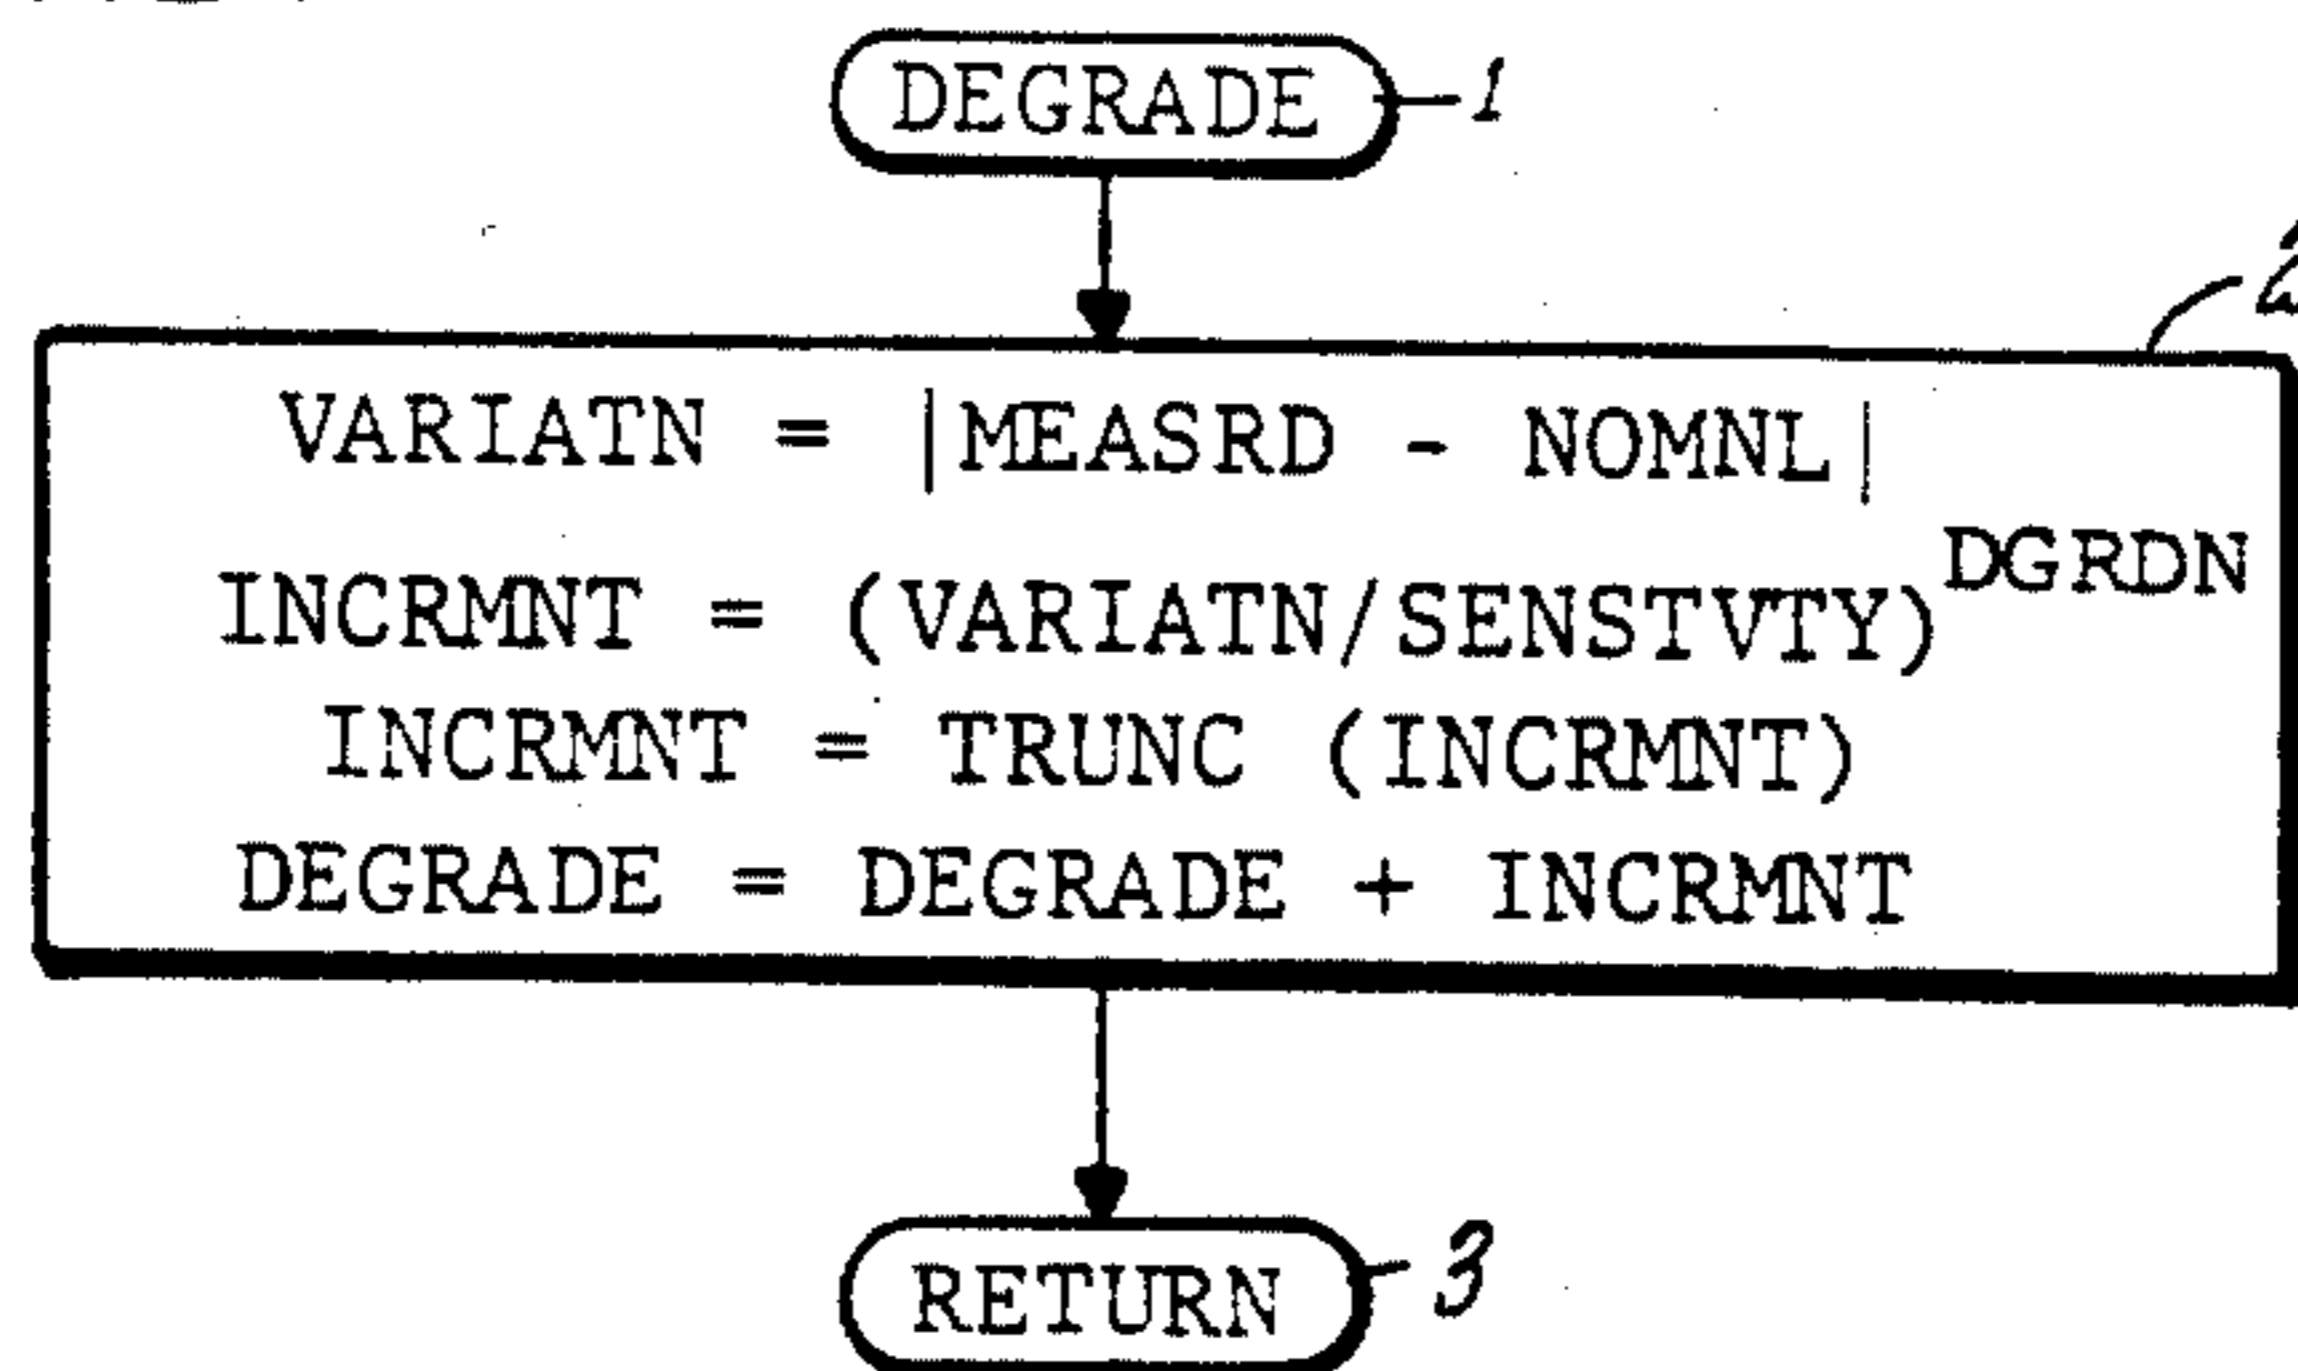 DEGRADE 1
2
VARIATN = |MEASRD - NOMNL|
INCRMNT = (VARIATN/SENSTVTY)^DGRDN
INCRMNT = TRUNC (INCRMNT)
DEGRADE = DEGRADE + INCRMNT
RETURN 3